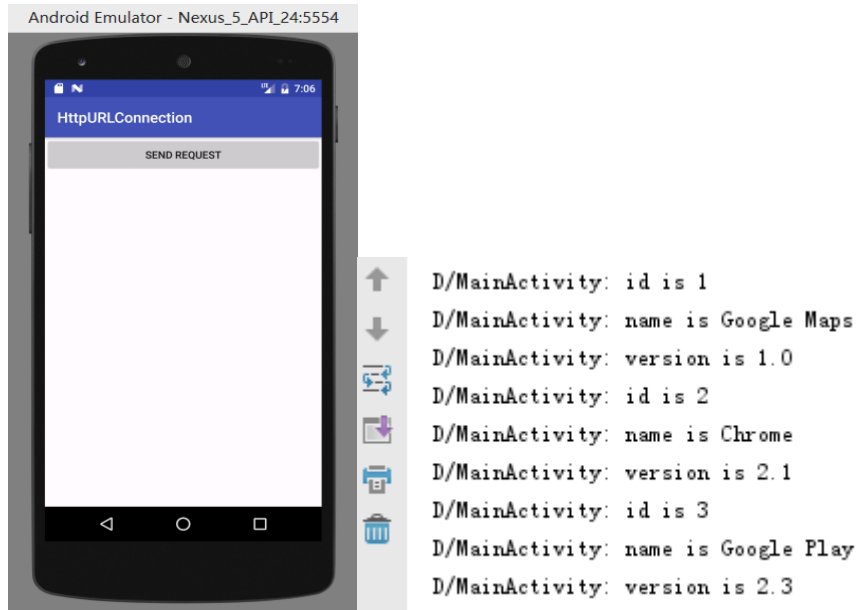 Android Emulator - Nexus_5_API_24:5554
LTE 7:06
HttpURLConnection
SEND REQUEST
D/MainActivity: id is 1
D/MainActivity: name is Google Maps
D/MainActivity: version is 1.0
D/MainActivity: id is 2
D/MainActivity: name is Chrome
D/MainActivity: version is 2.1
D/MainActivity: id is 3
D/MainActivity: name is Google Play
D/MainActivity: version is 2.3